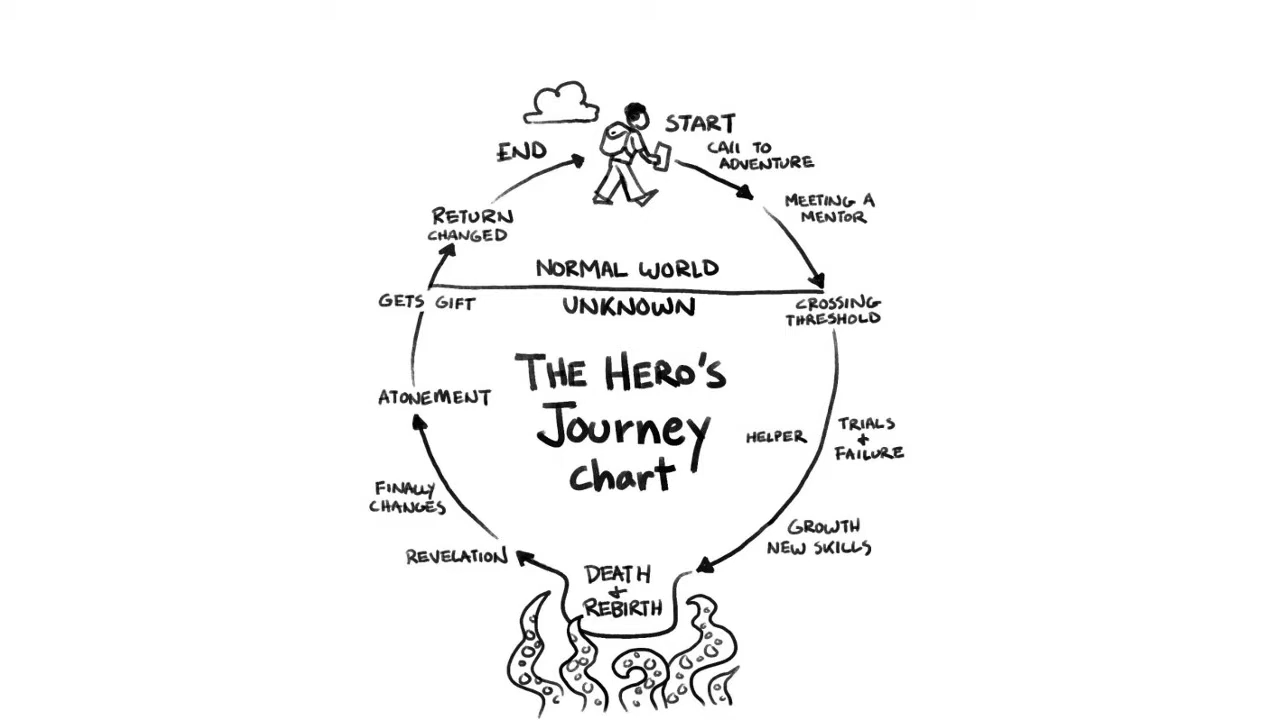 START
CALL TO
ADVENTURE
MEETING A
MENTOR
CROSSING
THRESHOLD
TRIALS
+
FAILURE
HELPER
GROWTH
NEW SKILLS
DEATH
+
REBIRTH
REVELATION
FINALLY
CHANGES
ATONEMENT
GETS GIFT
RETURN
CHANGED
END
NORMAL WORLD
UNKNOWN
THE HERO'S
Journey
chart